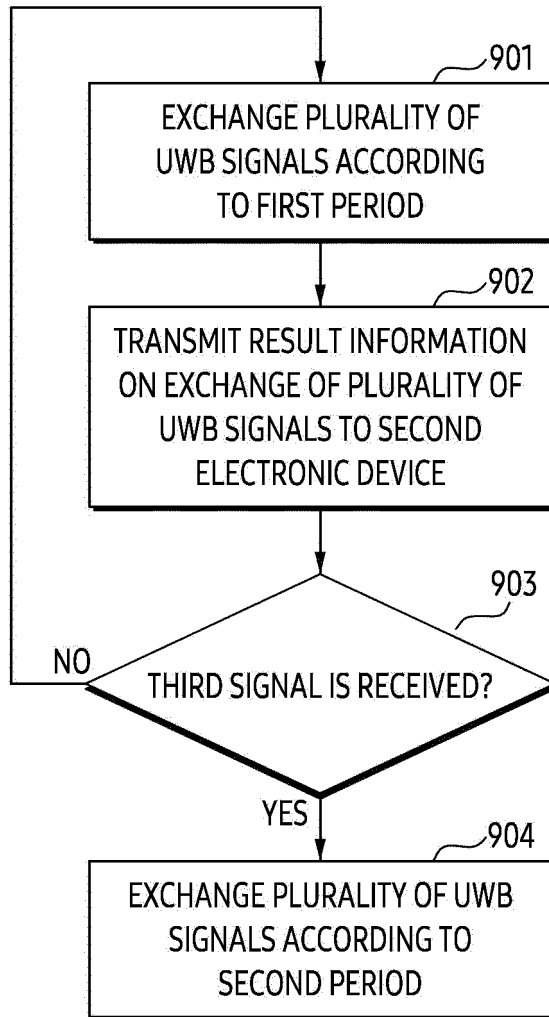 901
EXCHANGE PLURALITY OF
UWB SIGNALS ACCORDING
TO FIRST PERIOD
902
TRANSMIT RESULT INFORMATION
ON EXCHANGE OF PLURALITY OF
UWB SIGNALS TO SECOND
ELECTRONIC DEVICE
903
NO
THIRD SIGNAL IS RECEIVED?
YES
904
EXCHANGE PLURALITY OF UWB
SIGNALS ACCORDING TO
SECOND PERIOD